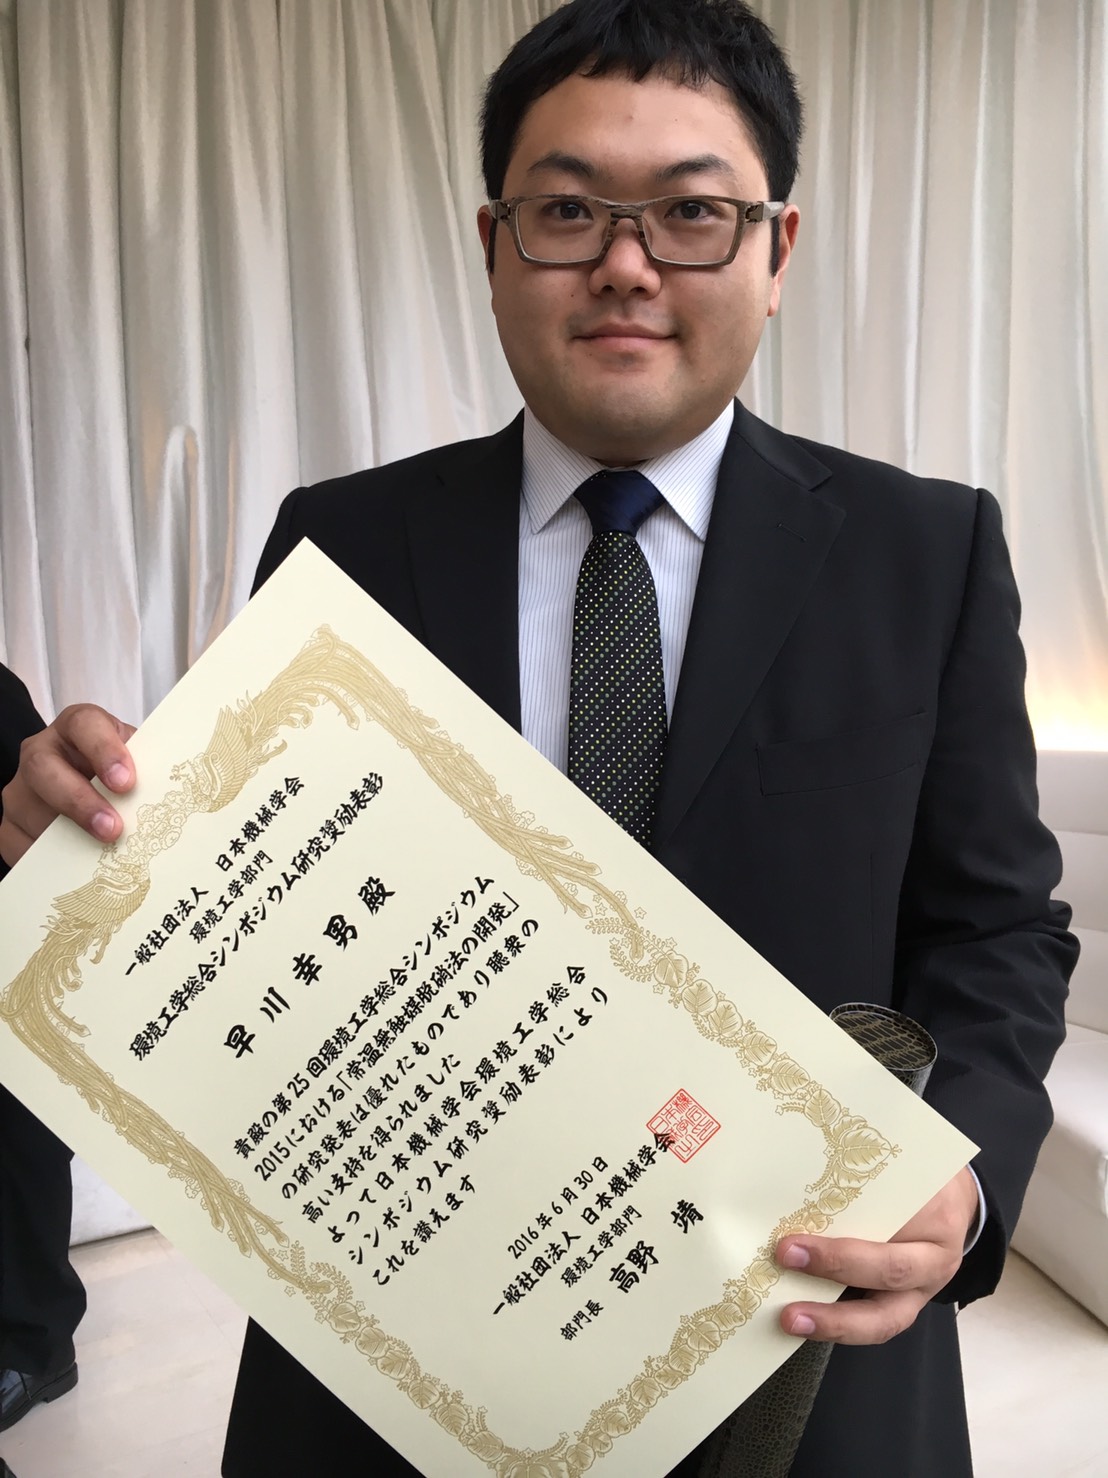 一般社団法人 日本機械学会
環境工学部門
環境工学総合シンポジウム研究奨励表彰
早川幸男 殿
貴殿の第25回環境工学総合シンポジウム
2015における「常温無触媒脱硝法の開発」
の研究発表は優れたものであり聴衆の
高い支持を得られました
よって日本機械学会環境工学総合
シンポジウム研究奨励表彰により
これを讃えます
2016年6月30日
一般社団法人 日本機械学会
環境工学部門
部門長 高野 靖